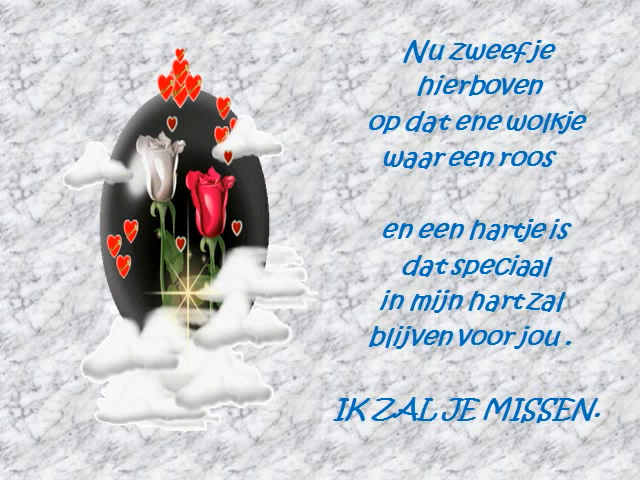 Nu zweef je
hierboven
op dat ene wolkje
waar een roos
en een hartje is
dat speciaal
in mijn hart zal
blijven voor jou .
IK ZAL JE MISSEN.